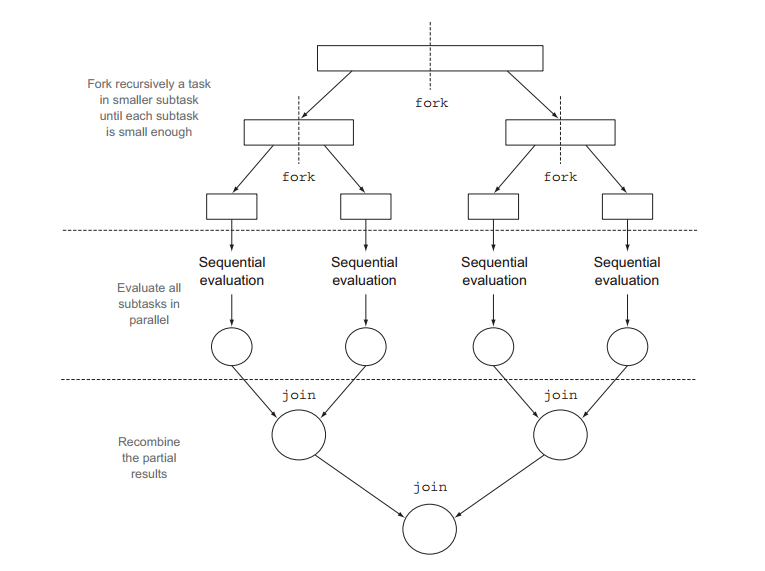 Fork recursively a task
in smaller subtask
until each subtask
is small enough
fork
fork
fork
Sequential
evaluation
Sequential
evaluation
Sequential
evaluation
Sequential
evaluation
Evaluate all
subtasks in
parallel
join
join
Recombine
the partial
results
join